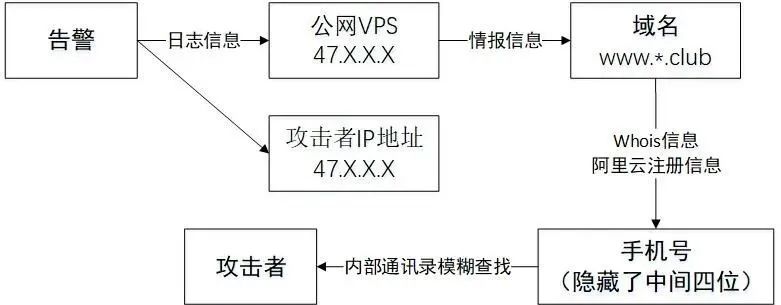 告警
日志信息
公网VPS
47.X.X.X
情报信息
域名
www.*.club
攻击者IP地址
47.X.X.X
Whois信息
阿里云注册信息
攻击者
内部通讯录模糊查找
手机号
（隐藏了中间四位）